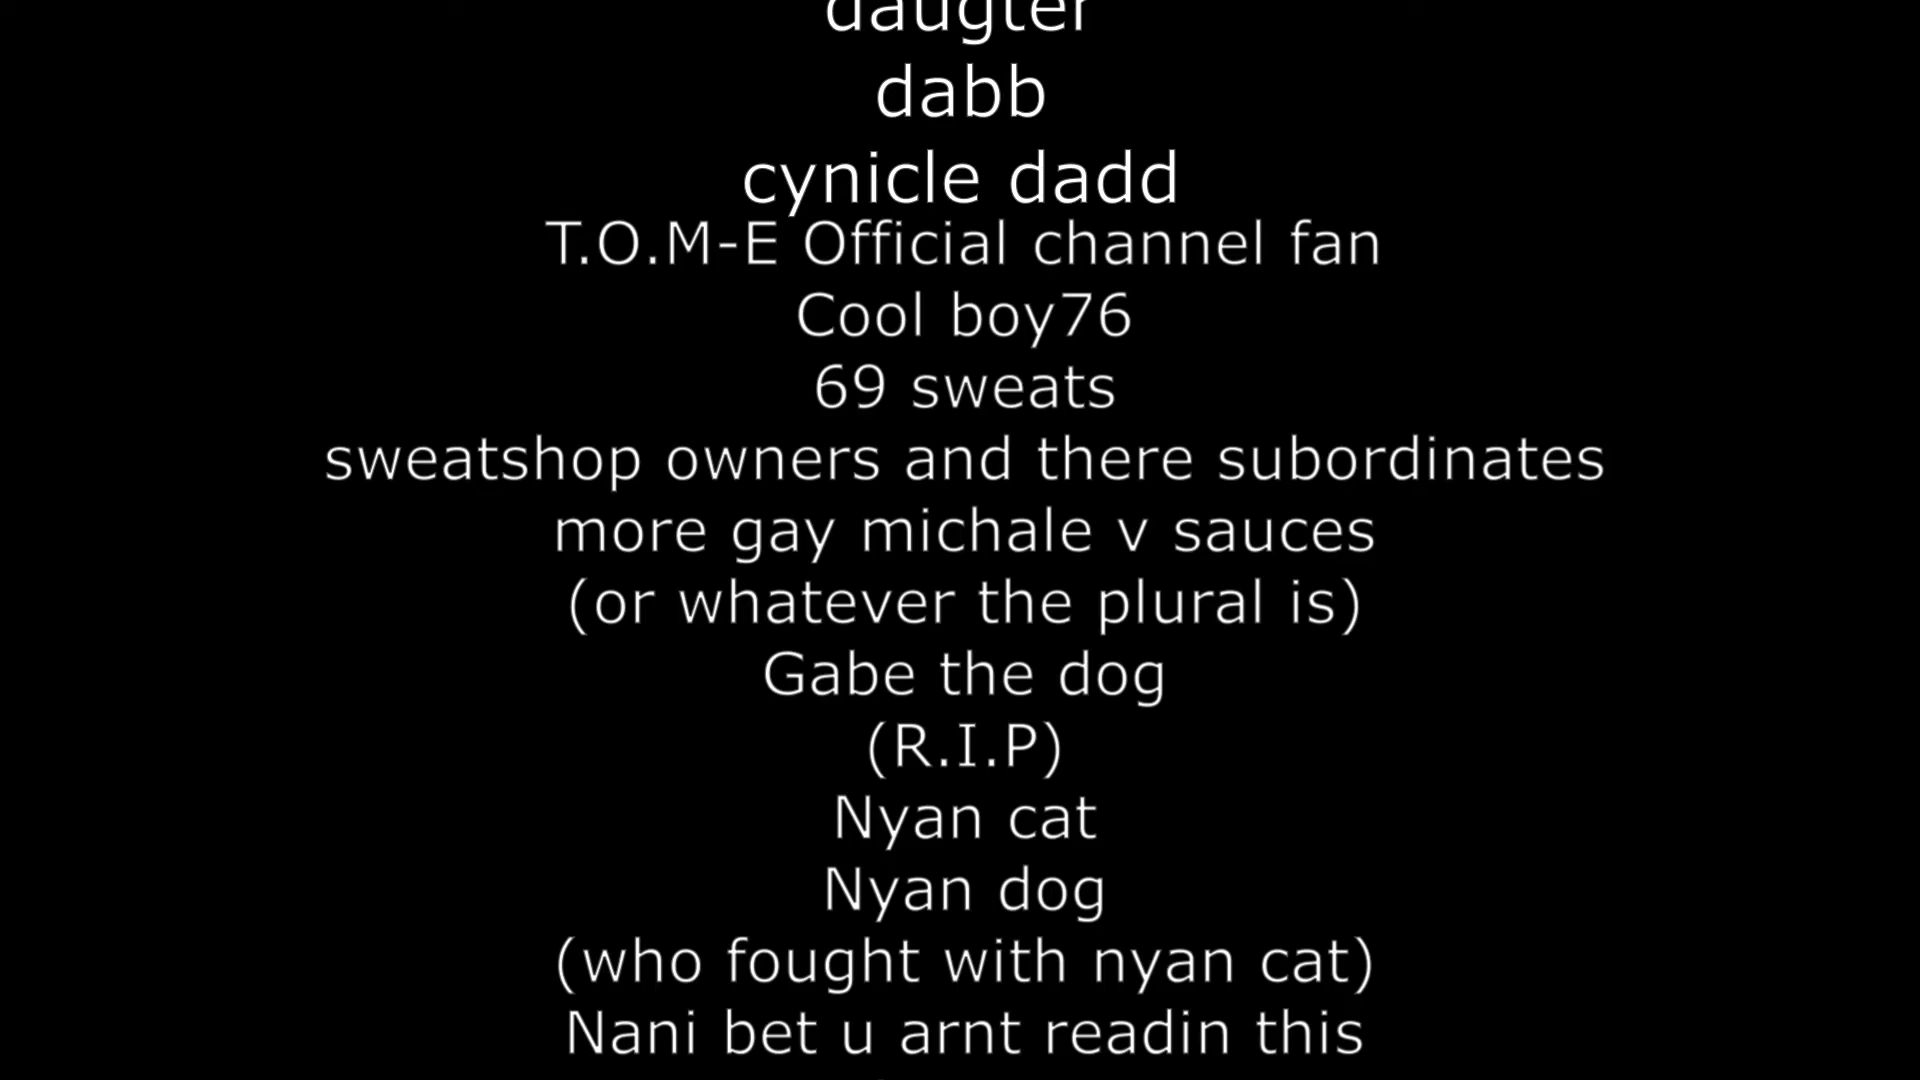 daugter
dabb
cynicle dadd
T.O.M-E Official channel fan
Cool boy76
69 sweats
sweatshop owners and there subordinates
more gay michale v sauces
(or whatever the plural is)
Gabe the dog
(R.I.P)
Nyan cat
Nyan dog
(who fought with nyan cat)
Nani bet u arnt readin this